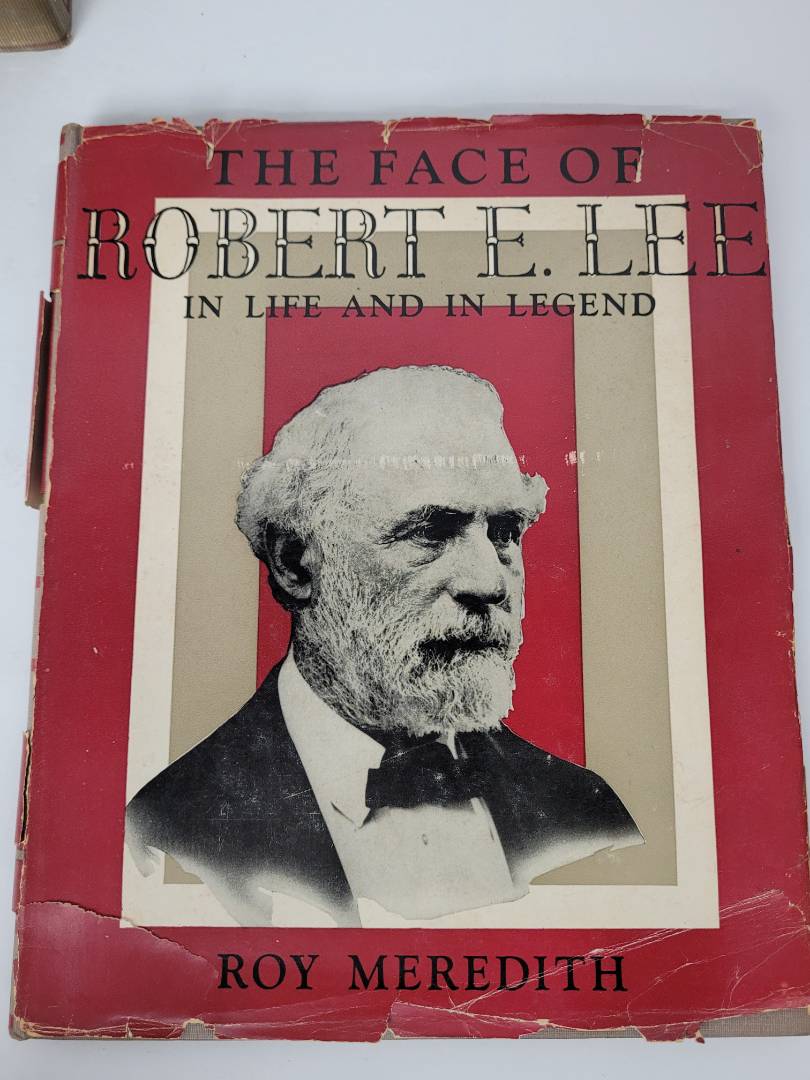 THE FACE OF
ROBERT E. LEE
IN LIFE AND IN LEGEND
ROY MEREDITH